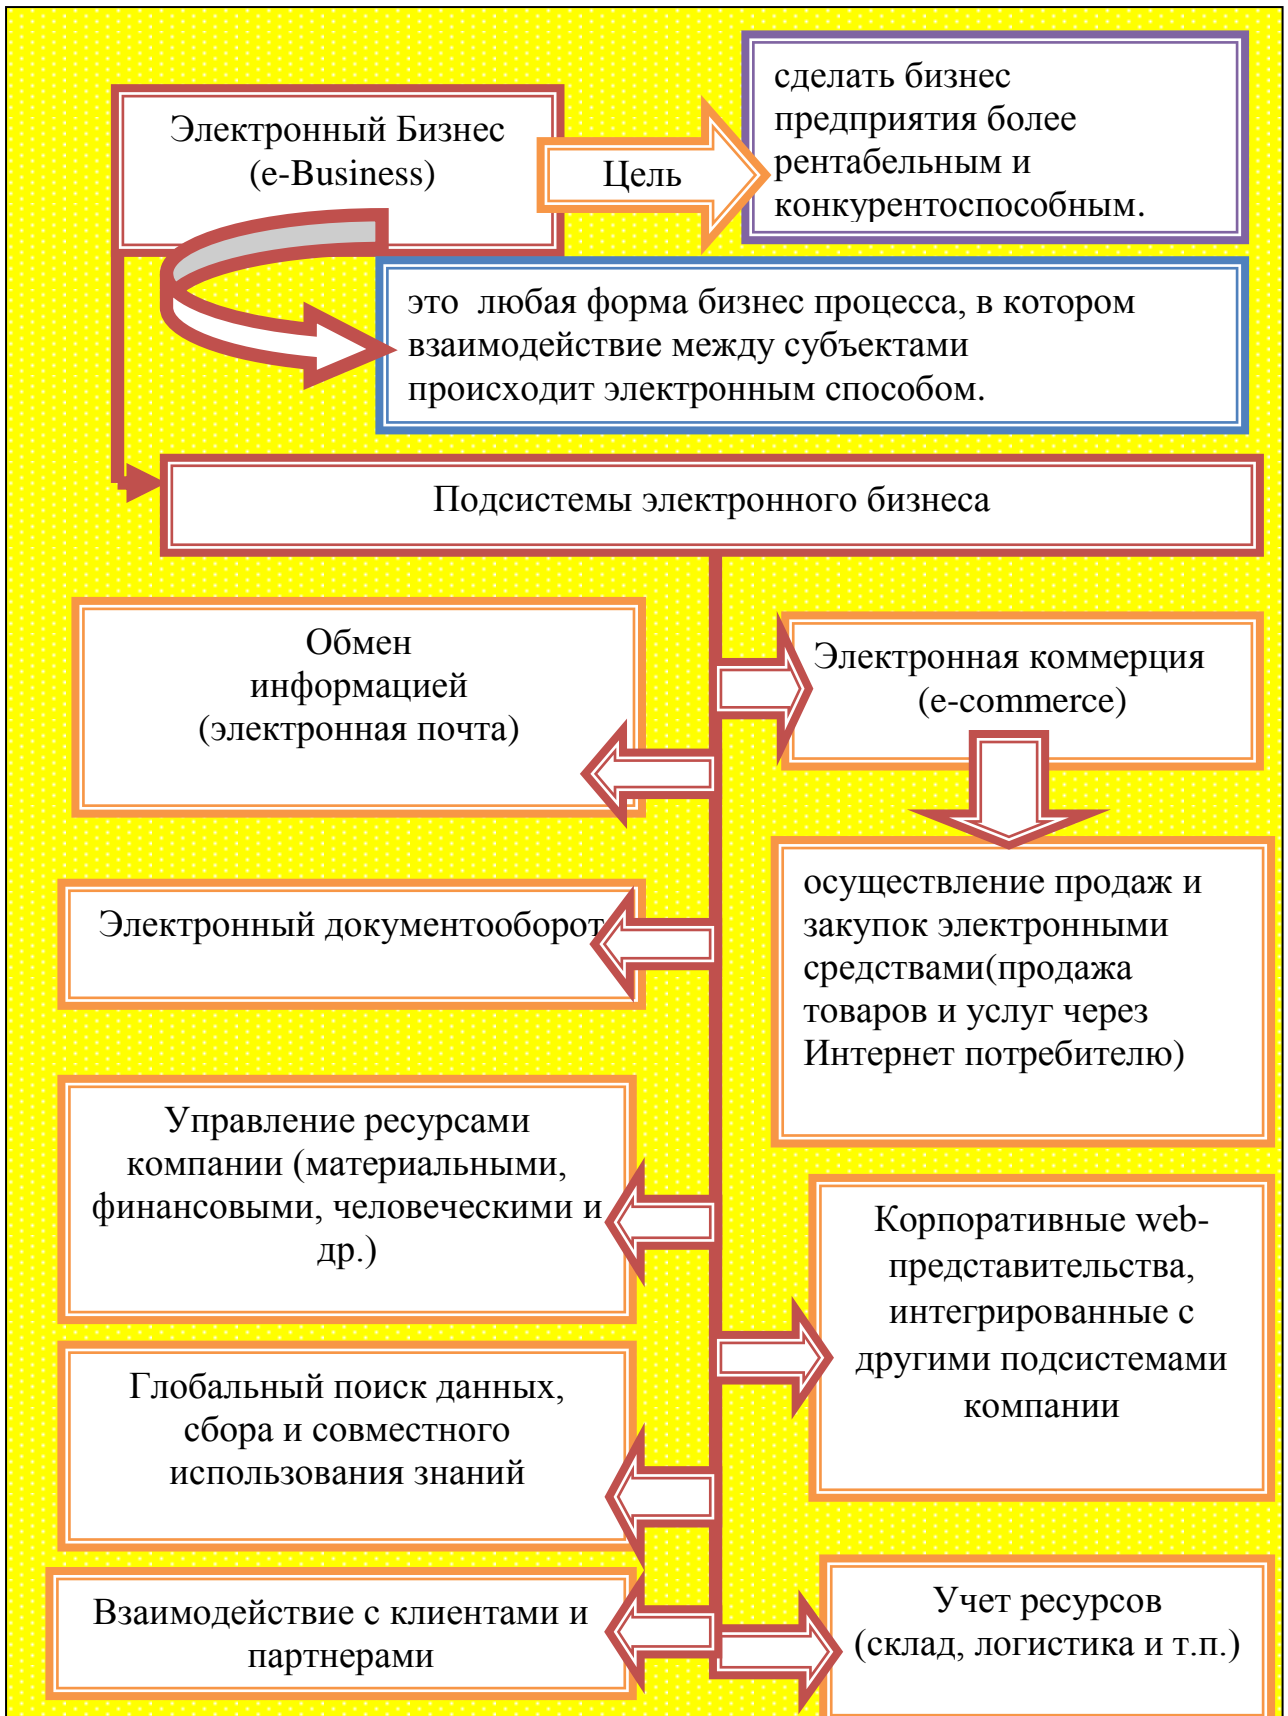 Электронный Бизнес
(e-Business)
Цель
сделать бизнес
предприятия более
рентабельным и
конкурентоспособным.
это  любая форма бизнес процесса, в котором
взаимодействие между субъектами
происходит электронным способом.
Подсистемы электронного бизнеса
Обмен
информацией
(электронная почта)
Электронная коммерция
(e-commerce)
осуществление продаж и
закупок электронными
средствами(продажа
товаров и услуг через
Интернет потребителю)
Электронный документооборот
Управление ресурсами
компании (материальными,
финансовыми, человеческими и
др.)
Корпоративные web-
представительства,
интегрированные с
другими подсистемами
компании
Глобальный поиск данных,
сбора и совместного
использования знаний
Взаимодействие с клиентами и
партнерами
Учет ресурсов
(склад, логистика и т.п.)